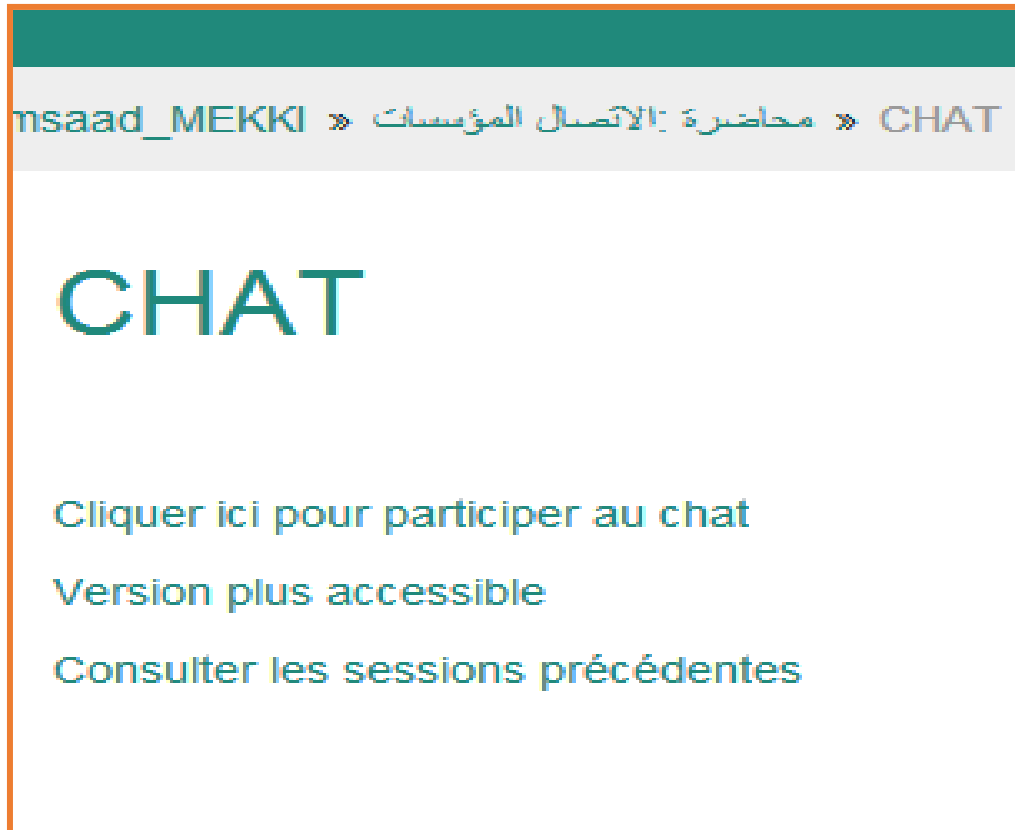 msaad_MEKKI » محاضرة :الاتصال المؤسسات » CHAT
CHAT
Cliquer ici pour participer au chat
Version plus accessible
Consulter les sessions précédentes